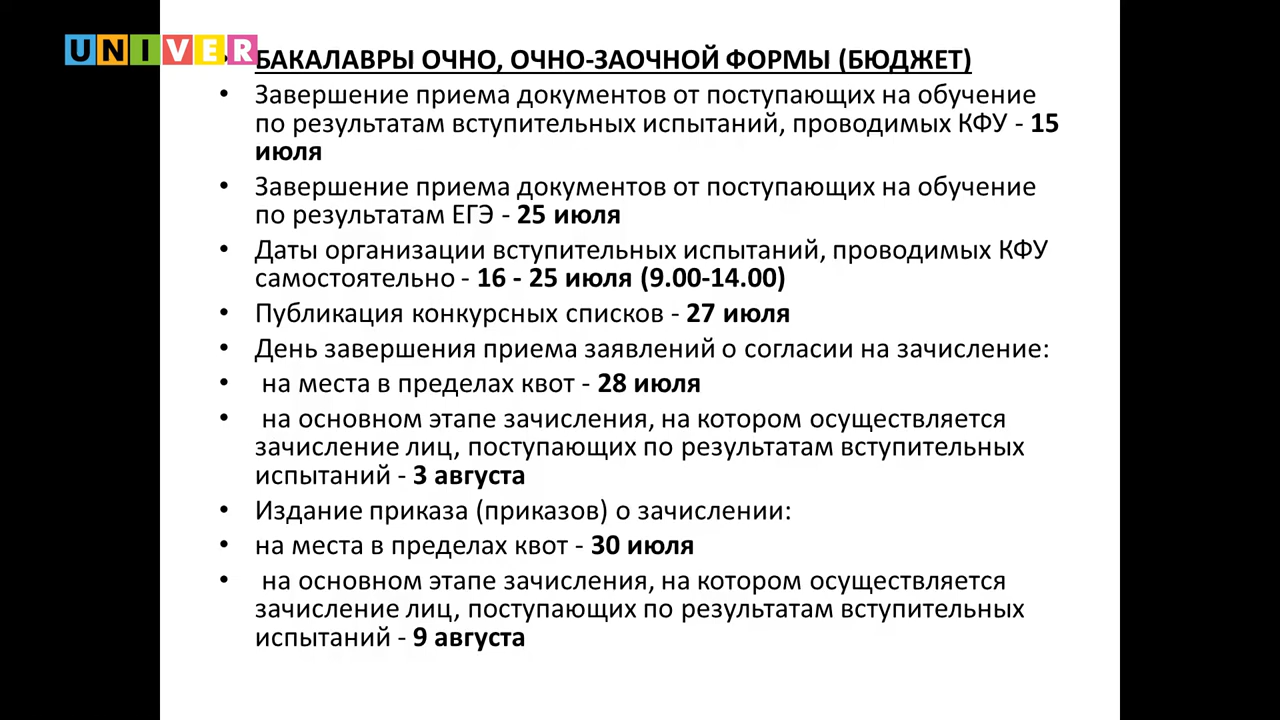 UNIVER
БАКАЛАВРЫ ОЧНО, ОЧНО-ЗАОЧНОЙ ФОРМЫ (БЮДЖЕТ)
• Завершение приема документов от поступающих на обучение
по результатам вступительных испытаний, проводимых КФУ - 15
июля
• Завершение приема документов от поступающих на обучение
по результатам ЕГЭ - 25 июля
• Даты организации вступительных испытаний, проводимых КФУ
самостоятельно - 16 - 25 июля (9.00-14.00)
• Публикация конкурсных списков - 27 июля
• День завершения приема заявлений о согласии на зачисление:
• на места в пределах квот - 28 июля
• на основном этапе зачисления, на котором осуществляется
зачисление лиц, поступающих по результатам вступительных
испытаний - 3 августа
• Издание приказа (приказов) о зачислении:
• на места в пределах квот - 30 июля
• на основном этапе зачисления, на котором осуществляется
зачисление лиц, поступающих по результатам вступительных
испытаний - 9 августа